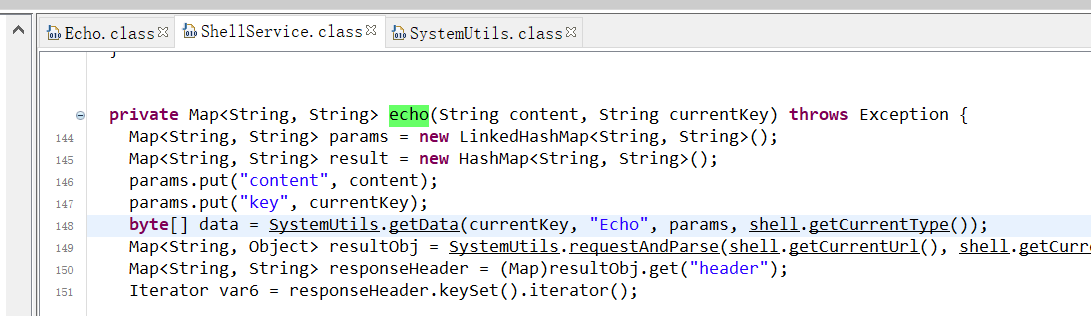 Echo.class ShellService.class SystemUtils.class
}
private Map<String, String> echo(String content, String currentKey) throws Exception {
144 Map<String, String> params = new LinkedHashMap<String, String>();
145 Map<String, String> result = new HashMap<String, String>();
146 params.put("content", content);
147 params.put("key", currentKey);
148 byte[] data = SystemUtils.getData(currentKey, "Echo", params, shell.getCurrentType());
149 Map<String, Object> resultObj = SystemUtils.requestAndParse(shell.getCurrentUrl(), shell.getCurr
150 Map<String, String> responseHeader = (Map)resultObj.get("header");
151 Iterator var6 = responseHeader.keySet().iterator();